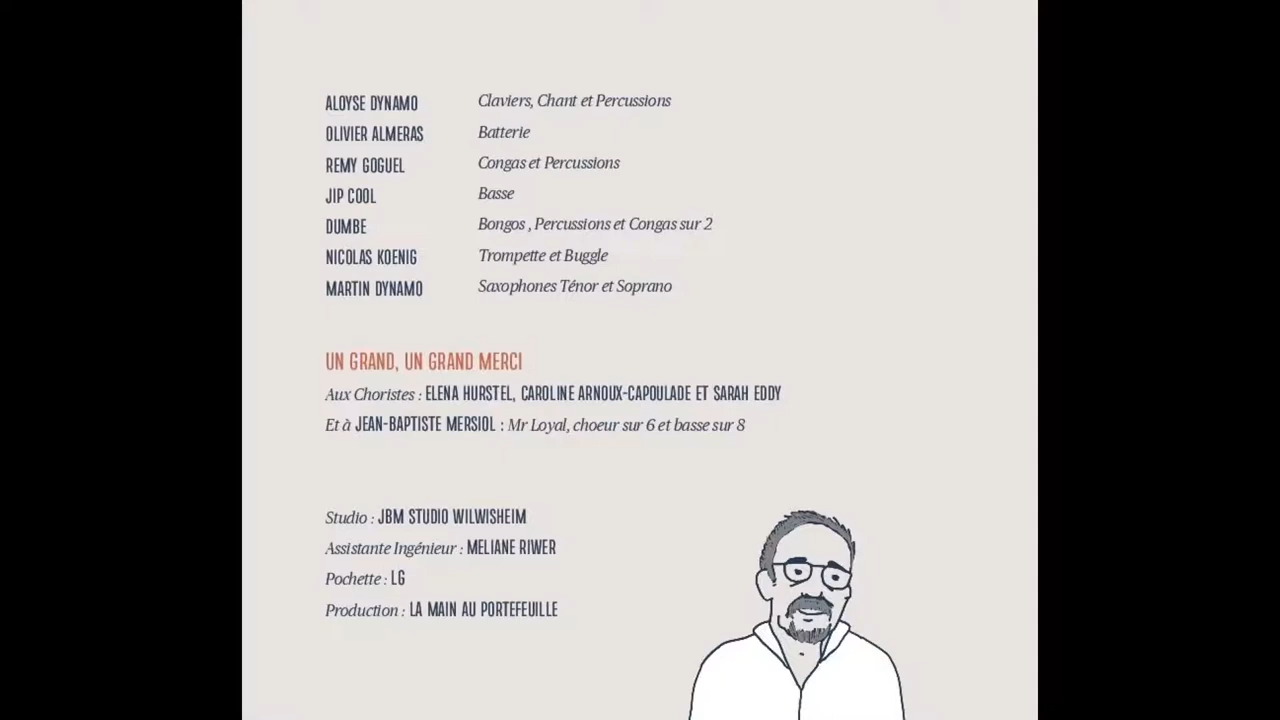 ALOYSE DYNAMO Claviers, Chant et Percussions
OLIVIER ALMERAS Batterie
REMY GOGUEL Congas et Percussions
JIP COOL Basse
DUMBE Bongos , Percussions et Congas sur 2
NICOLAS KOENIG Trompette et Buggle
MARTIN DYNAMO Saxophones Ténor et Soprano
UN GRAND, UN GRAND MERCI
Aux Choristes : ELENA HURSTEL, CAROLINE ARNOUX-CAPOULADE ET SARAH EDDY
Et à JEAN-BAPTISTE MERSIOL : Mr Loyal, choeur sur 6 et basse sur 8
Studio : JBM STUDIO WILWISHEIM
Assistante Ingénieur : MELIANE RIWER
Pochette : LG
Production : LA MAIN AU PORTEFEUILLE